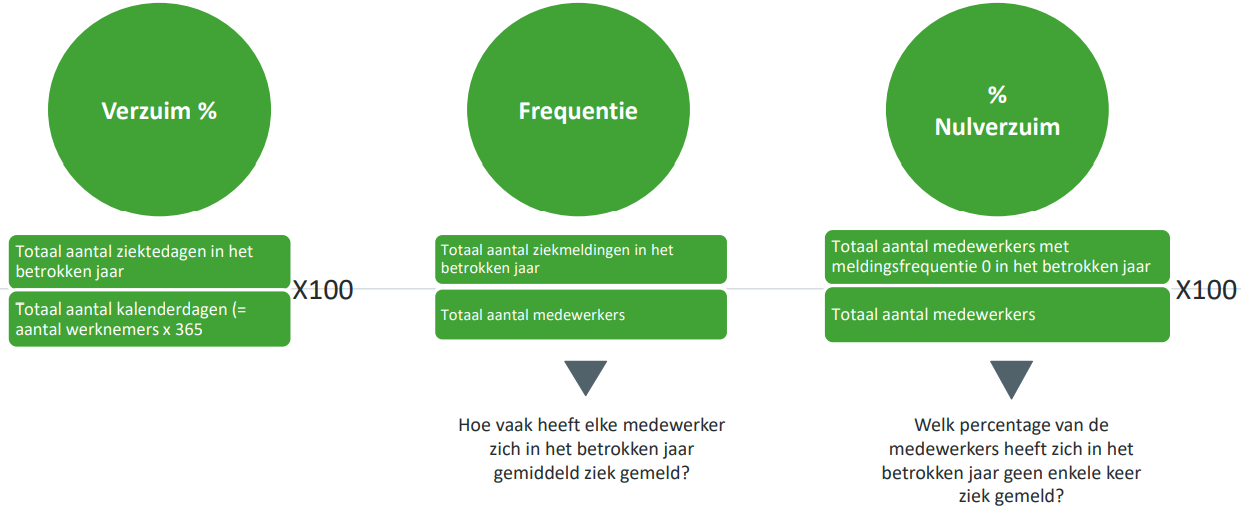 Verzuim %
Totaal aantal ziektedagen in het
betrokken jaar
Totaal aantal kalenderdagen (=
aantal werknemers x 365
X100
Frequentie
Totaal aantal ziekmeldingen in het
betrokken jaar
Totaal aantal medewerkers
Hoe vaak heeft elke medewerker
zich in het betrokken jaar
gemiddeld ziek gemeld?
%
Nulverzuim
Totaal aantal medewerkers met
meldingsfrequentie 0 in het betrokken jaar
Totaal aantal medewerkers
X100
Welk percentage van de
medewerkers heeft zich in het
betrokken jaar geen enkele keer
ziek gemeld?